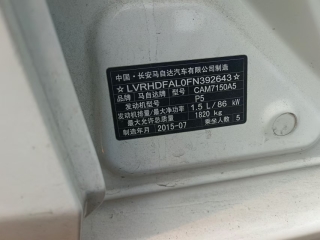 中国·长安马自达汽车有限公司
☆LVRHDFAL0FN392643☆
品牌 马自达牌 型号 CAM7150A5
发动机型号 P5
发动机排量/最大净功率 1.5 L/86 kW
最大允许总质量 1820 kg
制造年月 2015-07 乘坐人数 5